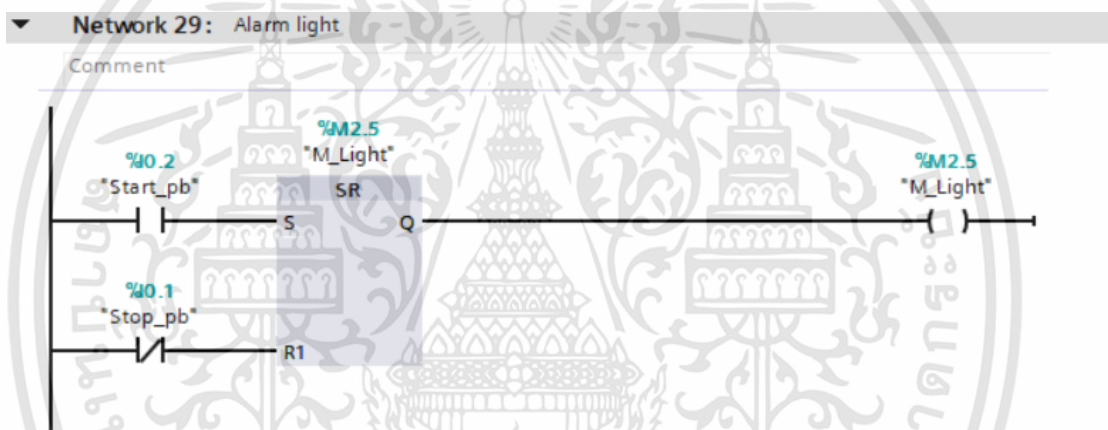 Network 29: Alarm light
Comment
%M2.5
"M_Light"
%I0.2
"Start_pb"
SR
S
Q
%M2.5
"M_Light"
%I0.1
"Stop_pb"
R1